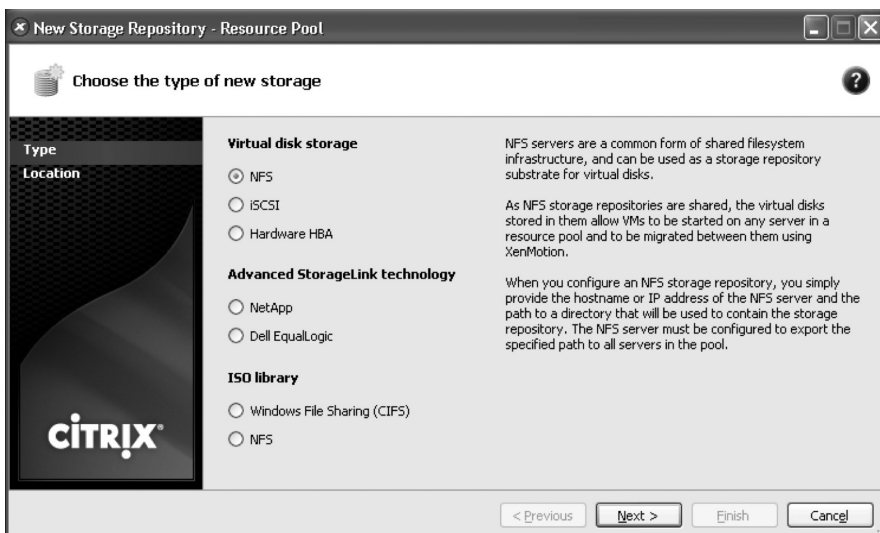 New Storage Repository - Resource Pool
Choose the type of new storage
?
Type
Location
CITRIX
Virtual disk storage
NFS
iSCSI
Hardware HBA
Advanced StorageLink technology
NetApp
Dell EqualLogic
ISO library
Windows File Sharing (CIFS)
NFS
NFS servers are a common form of shared filesystem
infrastructure, and can be used as a storage repository
substrate for virtual disks.
As NFS storage repositories are shared, the virtual disks
stored in them allow VMs to be started on any server in a
resource pool and to be migrated between them using
XenMotion.
When you configure an NFS storage repository, you simply
provide the hostname or IP address of the NFS server and the
path to a directory that will be used to contain the storage
repository. The NFS server must be configured to export the
specified path to all servers in the pool.
< Previous
Next >
Finish
Cancel